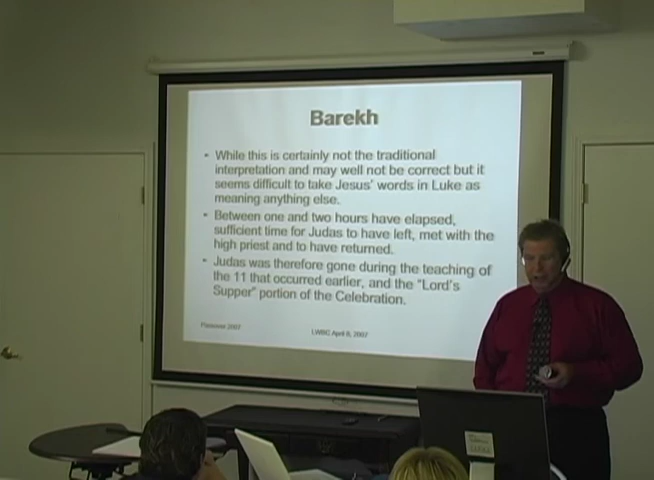 Barekh
- While this is certainly not the traditional
interpretation and may well not be correct but it
seems difficult to take Jesus' words in Luke as
meaning anything else.
- Between one and two hours have elapsed,
sufficient time for Judas to have left, met with the
high priest and to have returned.
- Judas was therefore gone during the teaching of
the 11 that occurred earlier, and the "Lord's
Supper" portion of the Celebration.
Passover 2007
LWBC April 6, 2007